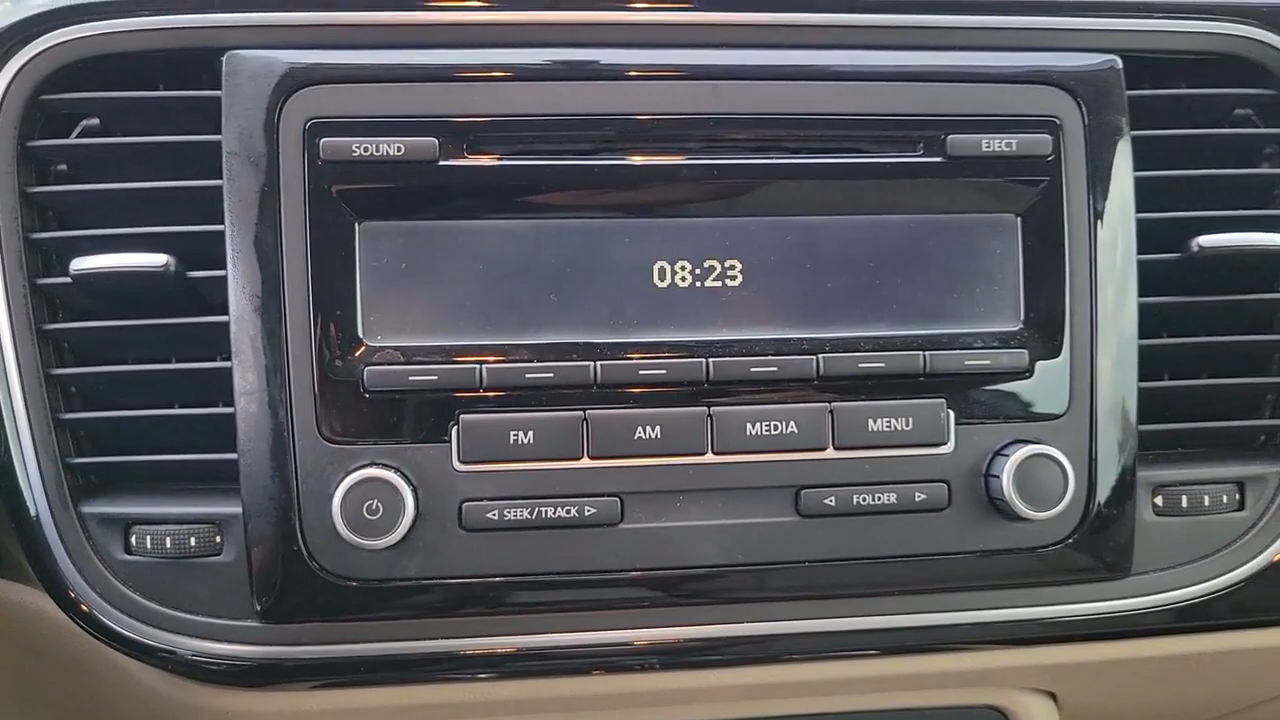 SOUND
EJECT
08:23
FM AM MEDIA MENU
SEEK/TRACK
FOLDER